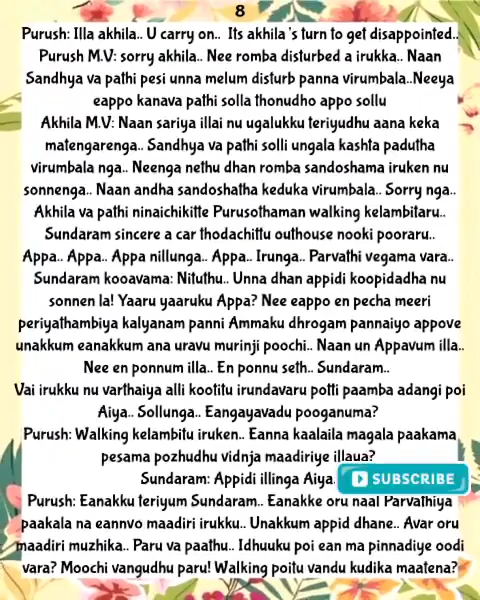 8
Purush: Illa akhila.. U carry on.. Its akhila 's turn to get disappointed..
Purush M.V: sorry akhila.. Nee romba disturbed a irukka.. Naan
Sandhya va pathi pesi unna melum disturb panna virumbala..Neeya
eappo kanava pathi solla thonudho appo sollu
Akhila M.V: Naan sariya illai nu ugalukku teriyudhu aana keka
matengarenga.. Sandhya va pathi solli ungala kashta padutha
virumbala nga.. Neenga nethu dhan romba sandoshama iruken nu
sonnenga.. Naan andha sandoshatha keduka virumbala.. Sorry nga..
Akhila va pathi ninaichikitte Purusothaman walking kelambitaru..
Sundaram sincere a car thodachittu outhouse nooki pooraru..
Appa.. Appa.. Appa nillunga.. Appa.. Irunga.. Parvathi vegama vara..
Sundaram kooavama: Nituthu.. Unna dhan appidi koopidadha nu
sonnen la! Yaaru yaaruku Appa? Nee eappo en pecha meeri
periyathambiya kalyanam panni Ammaku dhrogam pannaiyo appove
unakkum eanakkum ana uravu murinji poochi.. Naan un Appavum illa..
Nee en ponnum illa.. En ponnu seth.. Sundaram..
Vai irukku nu varthaiya alli kootitu irundavaru potti paamba adangi poi
Aiya.. Sollunga.. Eangayavadu pooganuma?
Purush: Walking kelambitu iruken.. Eanna kaalaila magala paakama
pesama pozhudhu vidnja maadiriye illaya?
Sundaram: Appidi illinga Aiya.
SUBSCRIBE
Purush: Eanakku teriyum Sundaram.. Eanakke oru naal Parvathiya
paakala na eannvo maadiri irukku.. Unakkum appid dhane.. Avar oru
maadiri muzhika.. Paru va paathu.. Idhuuku poi ean ma pinnadiye oodi
vara? Moochi vangudhu paru! Walking poitu vandu kudika maatena?